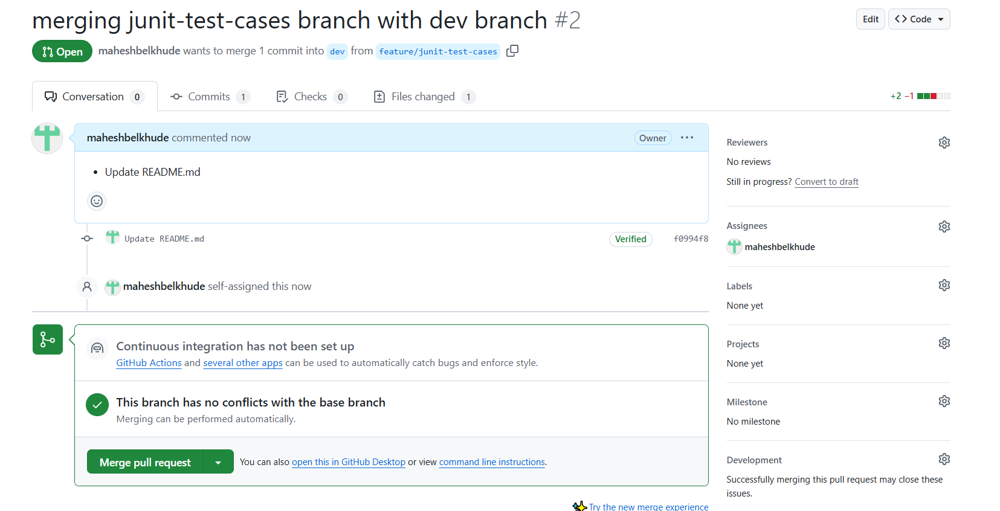 merging junit-test-cases branch with dev branch #2
Edit
Code
Open
maheshbelkhude wants to merge 1 commit into dev from feature/junit-test-cases
Conversation 0
Commits 1
Checks 0
Files changed 1
+2 −1
maheshbelkhude commented now
Owner
Update README.md
Update README.md
Verified
f0994f8
maheshbelkhude self-assigned this now
Continuous integration has not been set up
GitHub Actions and several other apps can be used to automatically catch bugs and enforce style.
This branch has no conflicts with the base branch
Merging can be performed automatically.
Merge pull request
You can also open this in GitHub Desktop or view command line instructions.
Try the new merge experience
Reviewers
No reviews
Still in progress? Convert to draft
Assignees
maheshbelkhude
Labels
None yet
Projects
None yet
Milestone
No milestone
Development
Successfully merging this pull request may close these
issues.